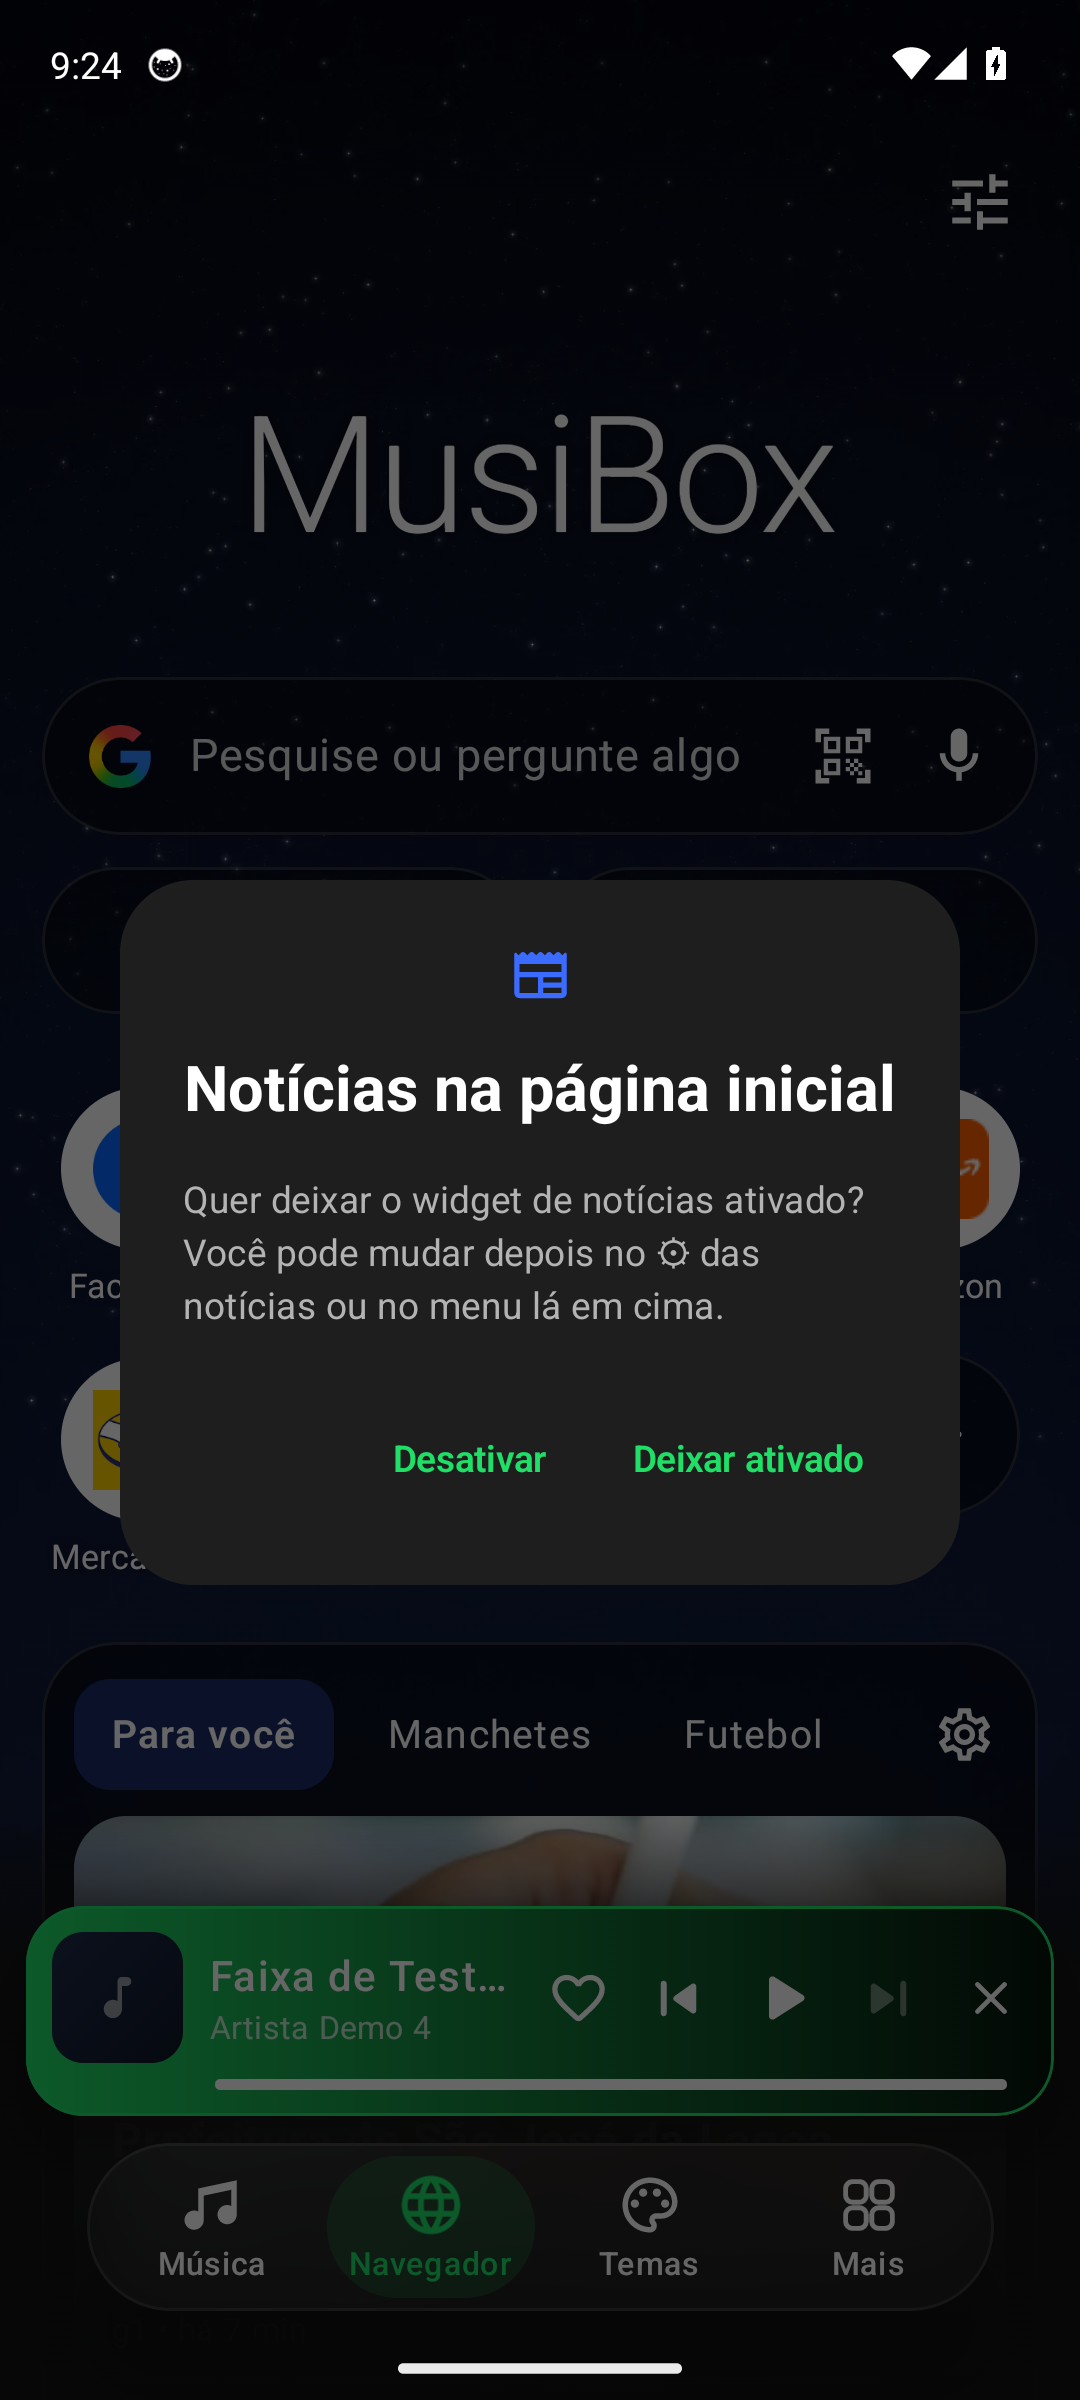 9:24
MusiBox
Pesquise ou pergunte algo
Notícias na página inicial
Quer deixar o widget de notícias ativado?
Você pode mudar depois no ⚙ das
notícias ou no menu lá em cima.
Desativar Deixar ativado
Para você Manchetes Futebol
Faixa de Test...
Artista Demo 4
Música Navegador Temas Mais